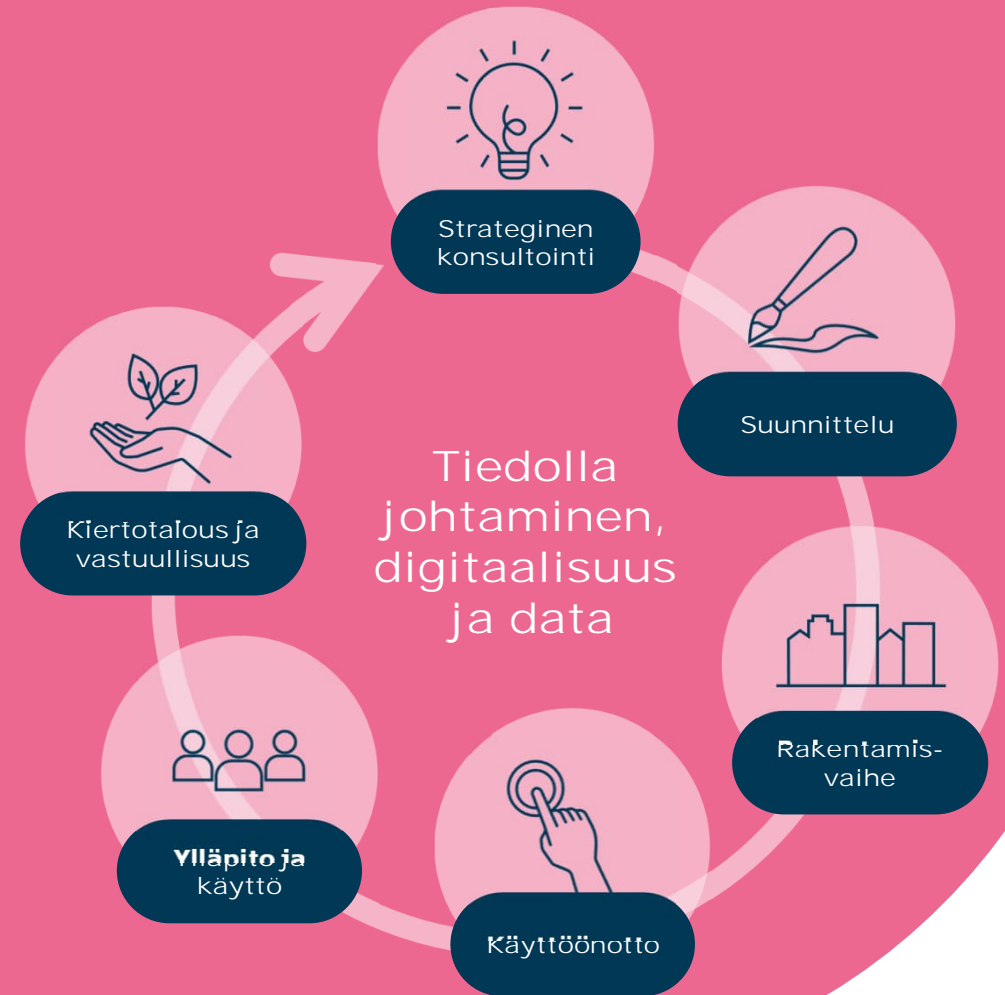 Strateginen
konsultointi
Suunnittelu
Rakentamis-
vaihe
Käyttöönotto
Ylläpito ja
käyttö
Kiertotalous ja
vastuullisuus
Tiedolla
johtaminen,
digitaalisuus
ja data